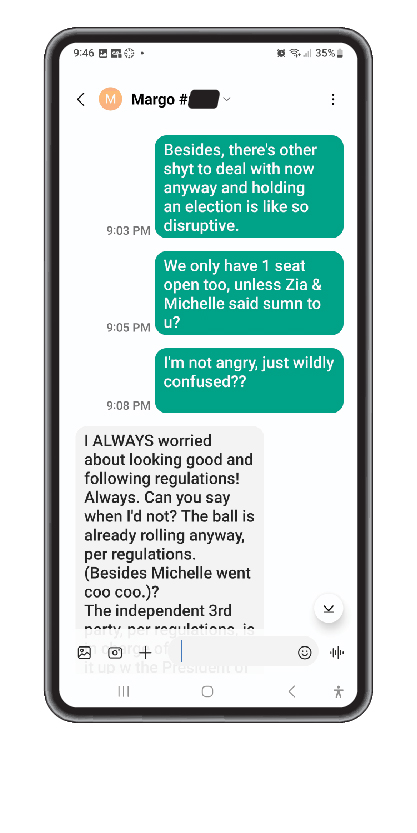 9:46
35%
M Margo #
Besides, there's other
shyt to deal with now
anyway and holding
an election is like so
disruptive.
9:03 PM
We only have 1 seat
open too, unless Zia &
Michelle said sumn to
u?
9:05 PM
I'm not angry, just wildly
confused??
9:08 PM
I ALWAYS worried
about looking good and
following regulations!
Always. Can you say
when I'd not? The ball is
already rolling anyway,
per regulations.
(Besides Michelle went
coo coo.)?
The independent 3rd
party, per regulations, is
in charge of
it up w the President of